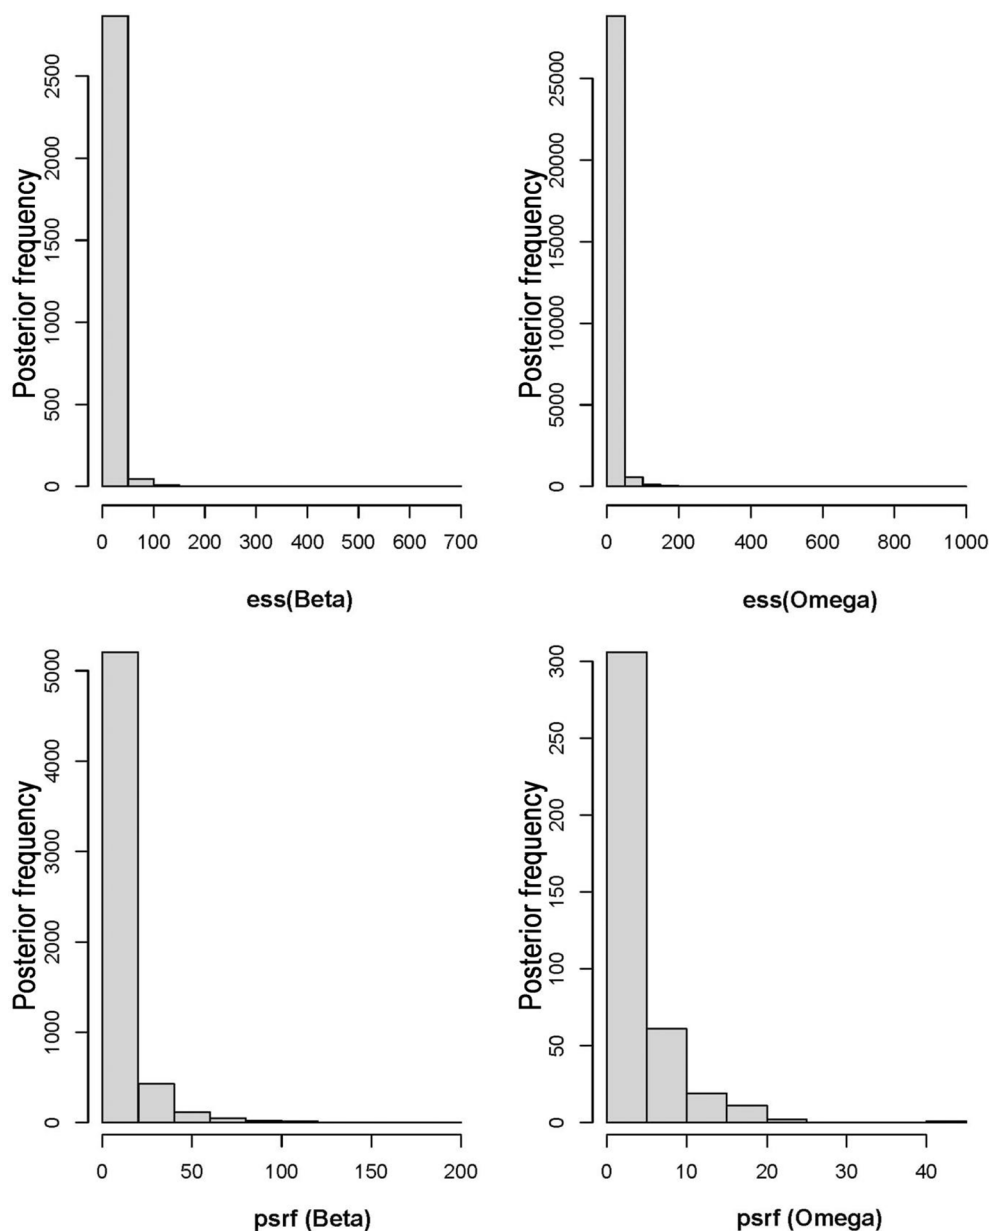 Posterior frequency
0 500 1000 1500 2000 2500
0 100 200 300 400 500 600 700
ess(Beta)
Posterior frequency
0 5000 10000 15000 20000 25000
0 200 400 600 800 1000
ess(Omega)
Posterior frequency
0 1000 2000 3000 4000 5000
0 50 100 150 200
psrf (Beta)
Posterior frequency
0 50 100 150 200 250 300
0 10 20 30 40
psrf (Omega)